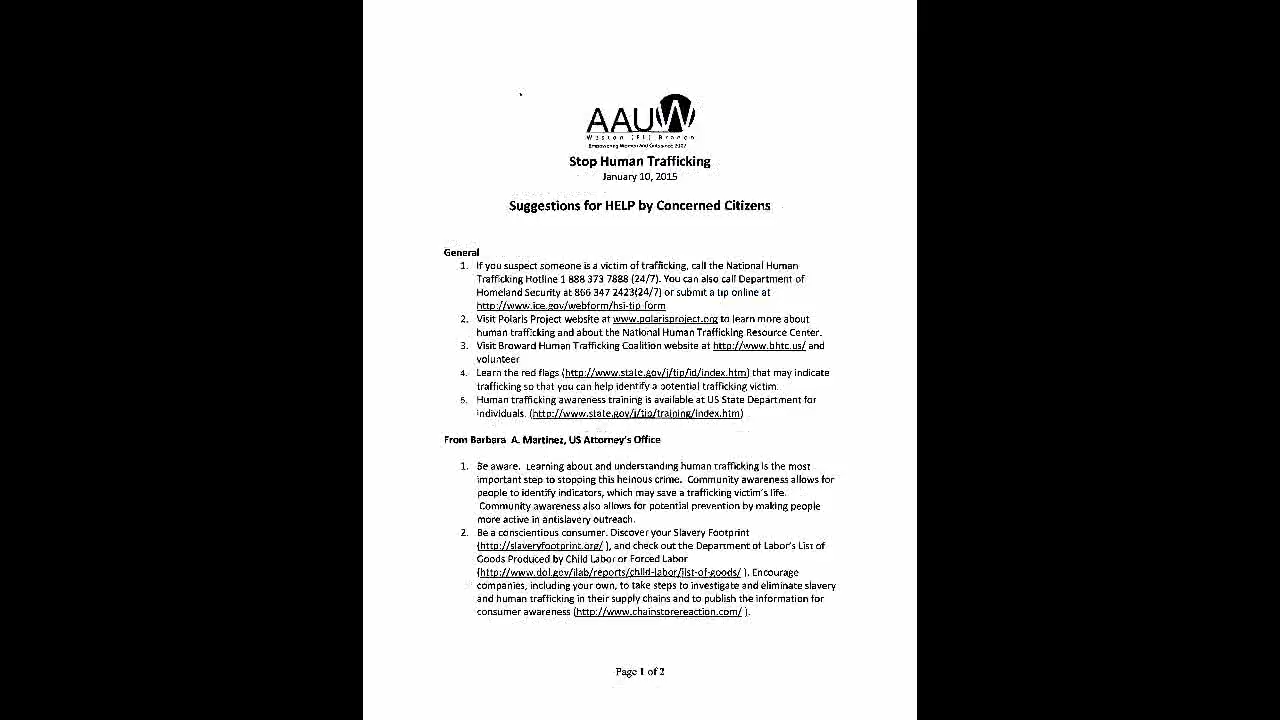 AAUW
Weston (FL) Branch
Empowering Women And Girls since 2007
Stop Human Trafficking
January 10, 2015
Suggestions for HELP by Concerned Citizens
General
1. If you suspect someone is a victim of trafficking, call the National Human
Trafficking Hotline 1 888 373 7888 (24/7). You can also call Department of
Homeland Security at 866 347 2423(24/7) or submit a tip online at
http://www.ice.gov/webform/hsi-tip-form
2. Visit Polaris Project website at www.polarisproject.org to learn more about
human trafficking and about the National Human Trafficking Resource Center.
3. Visit Broward Human Trafficking Coalition website at http://www.bhtc.us/ and
volunteer
4. Learn the red flags (http://www.state.gov/j/tip/id/index.htm) that may indicate
trafficking so that you can help identify a potential trafficking victim.
5. Human trafficking awareness training is available at US State Department for
individuals. (http://www.state.gov/j/tip/training/index.htm)
From Barbara A. Martinez, US Attorney's Office
1. Be aware. Learning about and understanding human trafficking is the most
important step to stopping this heinous crime. Community awareness allows for
people to identify indicators, which may save a trafficking victim's life.
Community awareness also allows for potential prevention by making people
more active in antislavery outreach.
2. Be a conscientious consumer. Discover your Slavery Footprint
(http://slaveryfootprint.org/ ), and check out the Department of Labor's List of
Goods Produced by Child Labor or Forced Labor
(http://www.dol.gov/ilab/reports/child-labor/list-of-goods/ ). Encourage
companies, including your own, to take steps to investigate and eliminate slavery
and human trafficking in their supply chains and to publish the information for
consumer awareness (http://www.chainstorereaction.com/ ).
Page 1 of 2